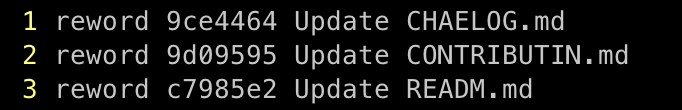 1 reword 9ce4464 Update CHAELOG.md
2 reword 9d09595 Update CONTRIBUTIN.md
3 reword c7985e2 Update READM.md